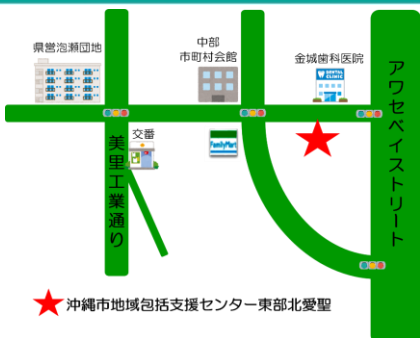 県営泡瀬団地
中部
市町村会館
金城歯科医院
DENTAL
CLINIC
アワセベイストリート
交番
FamilyMart
美里工業通り
沖縄市地域包括支援センター東部北愛聖